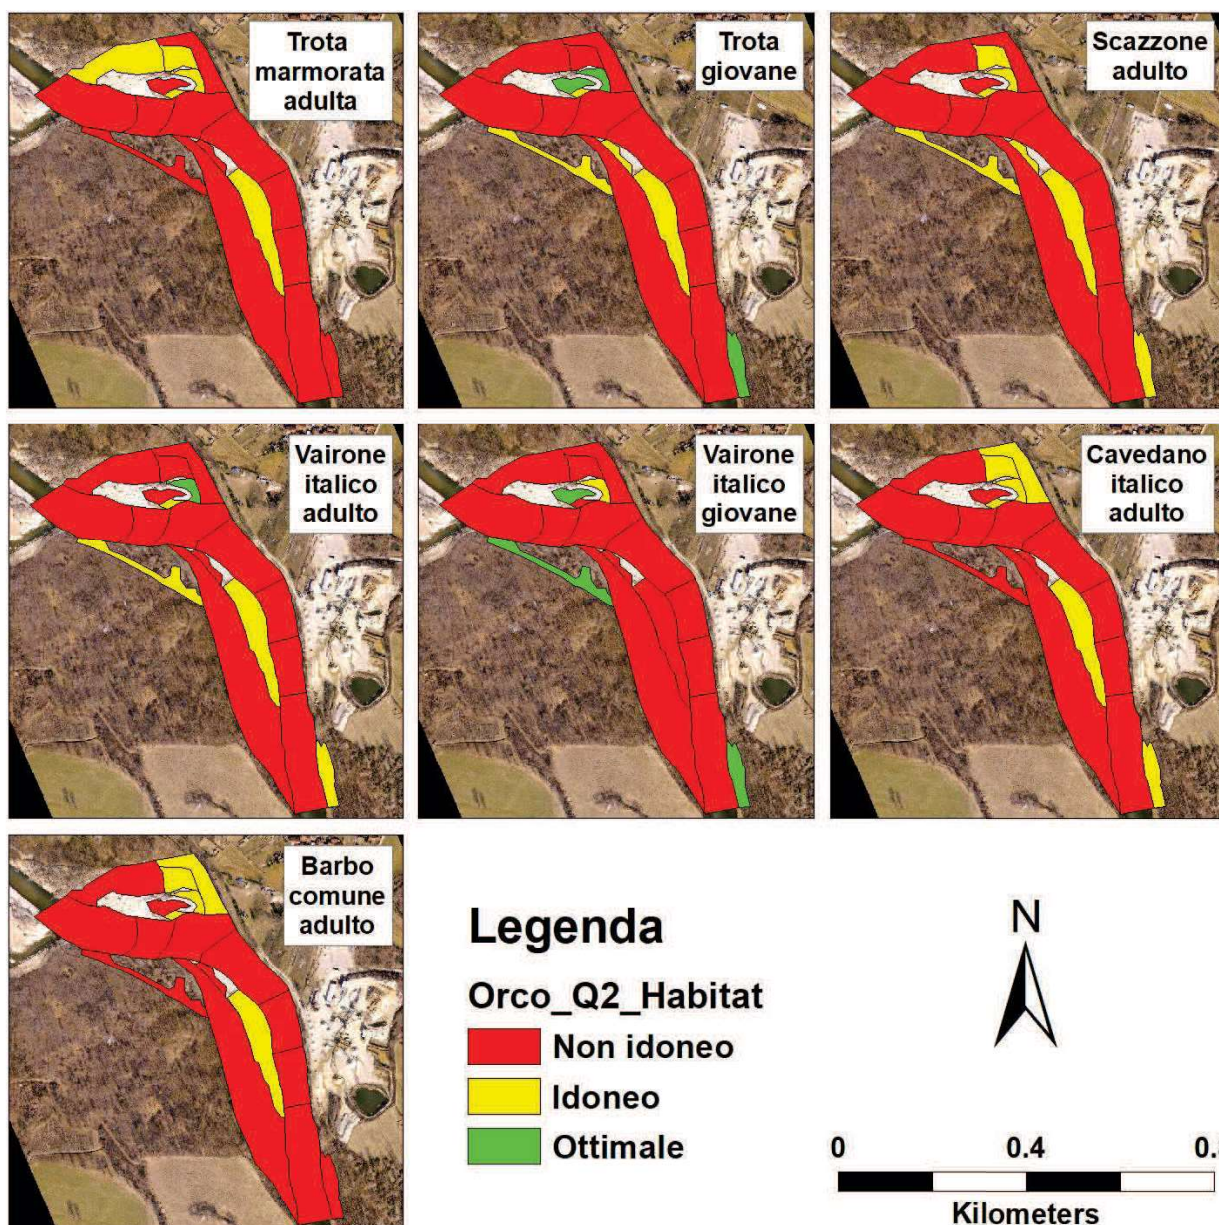 Trota
marmorata
adulta
Trota
giovane
Scazzone
adulto
Vairone
italico
adulto
Vairone
italico
giovane
Cavedano
italico
adulto
Barbo
comune
adulto
Legenda
Orco_Q2_Habitat
Non idoneo
Idoneo
Ottimale
N
0 0.4
Kilometers